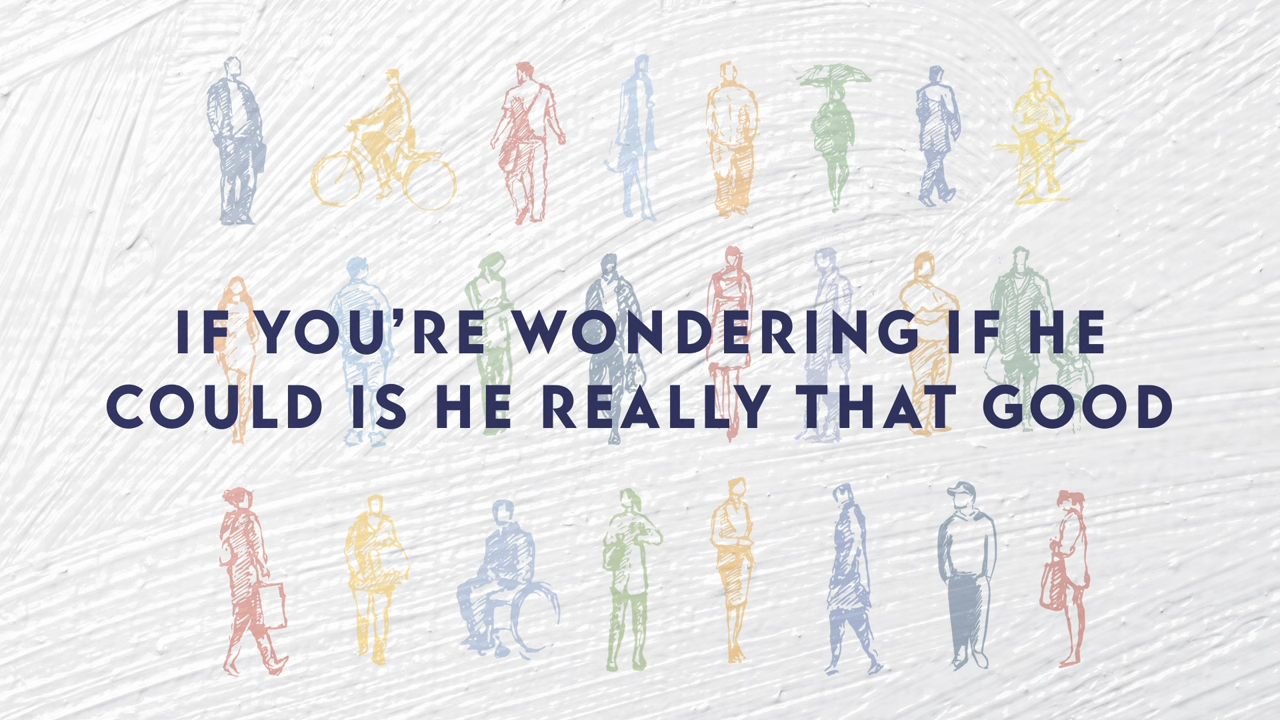 IF YOU’RE WONDERING IF HE
COULD IS HE REALLY THAT GOOD